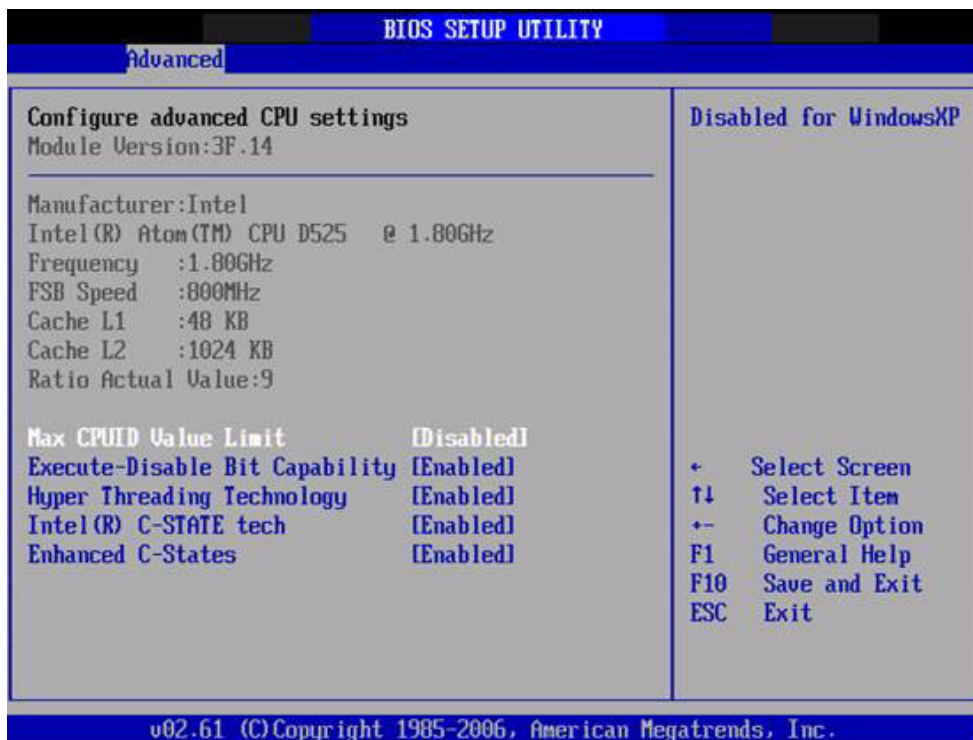 BIOS SETUP UTILITY
Advanced
Configure advanced CPU settings
Module Version:3F.14
Manufacturer:Intel
Intel(R) Atom(TM) CPU D525 @ 1.80GHz
Frequency :1.80GHz
FSB Speed :800MHz
Cache L1 :48 KB
Cache L2 :1024 KB
Ratio Actual Value:9
Max CPUID Value Limit [Disabled]
Execute-Disable Bit Capability [Enabled]
Hyper Threading Technology [Enabled]
Intel(R) C-STATE tech [Enabled]
Enhanced C-States [Enabled]
Disabled for WindowsXP
← Select Screen
↑↓ Select Item
+- Change Option
F1 General Help
F10 Save and Exit
ESC Exit
v02.61 (C)Copyright 1985-2006, American Megatrends, Inc.